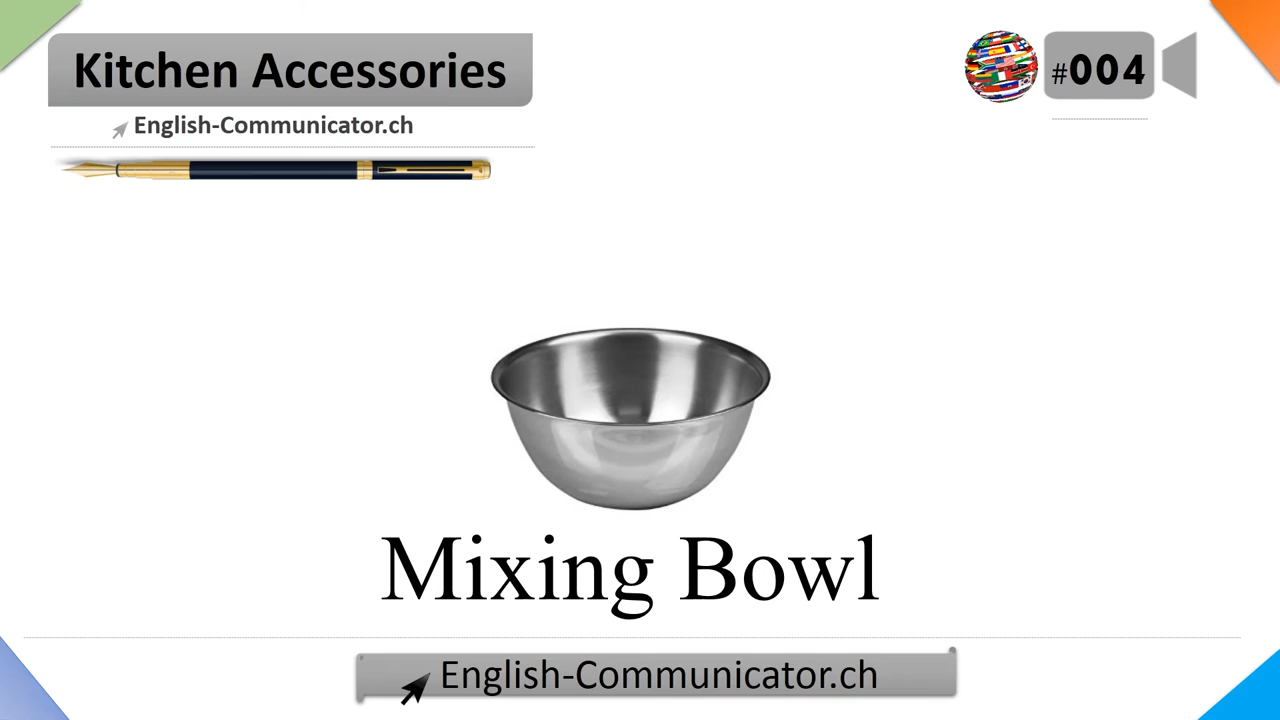 Kitchen Accessories
#004
English-Communicator.ch
Mixing Bowl
English-Communicator.ch